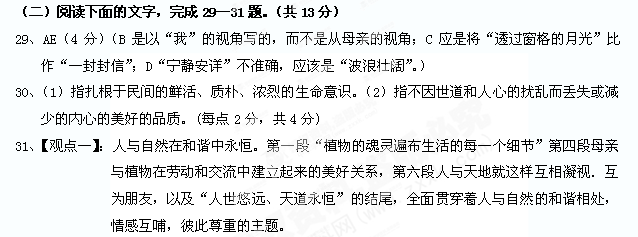 （二）阅读下面的文字，完成 29—31 题。（共 13 分）
29、AE（4 分）（B 是以“我”的视角写的，而不是从母亲的视角；C 应是将“透过窗格的月光”比
作“一封封信”；D“宁静安详”不准确，应该是“波浪壮阔”。）
30、（1）指扎根于民间的鲜活、质朴、浓烈的生命意识。（2）指不因世道和人心的扰乱而丢失或减
少的内心的美好的品质。（每点 2 分，共 4 分）
31、【观点一】：人与自然在和谐中永恒。第一段“植物的魂灵遍布生活的每一个细节”第四段母亲
与植物在劳动和交流中建立起来的美好关系，第六段人与天地就这样互相凝视．互
为朋友，以及“人世悠远、天道永恒”的结尾，全面贯穿着人与自然的和谐相处，
情感互哺，彼此尊重的主题。